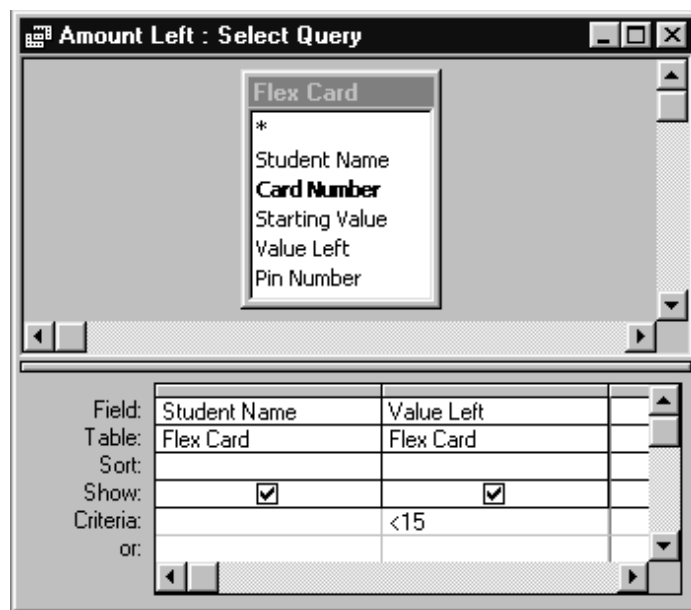 Amount Left : Select Query
Flex Card
*
Student Name
Card Number
Starting Value
Value Left
Pin Number
Field: Student Name Value Left
Table: Flex Card Flex Card
Sort:
Show:
Criteria: <15
or: